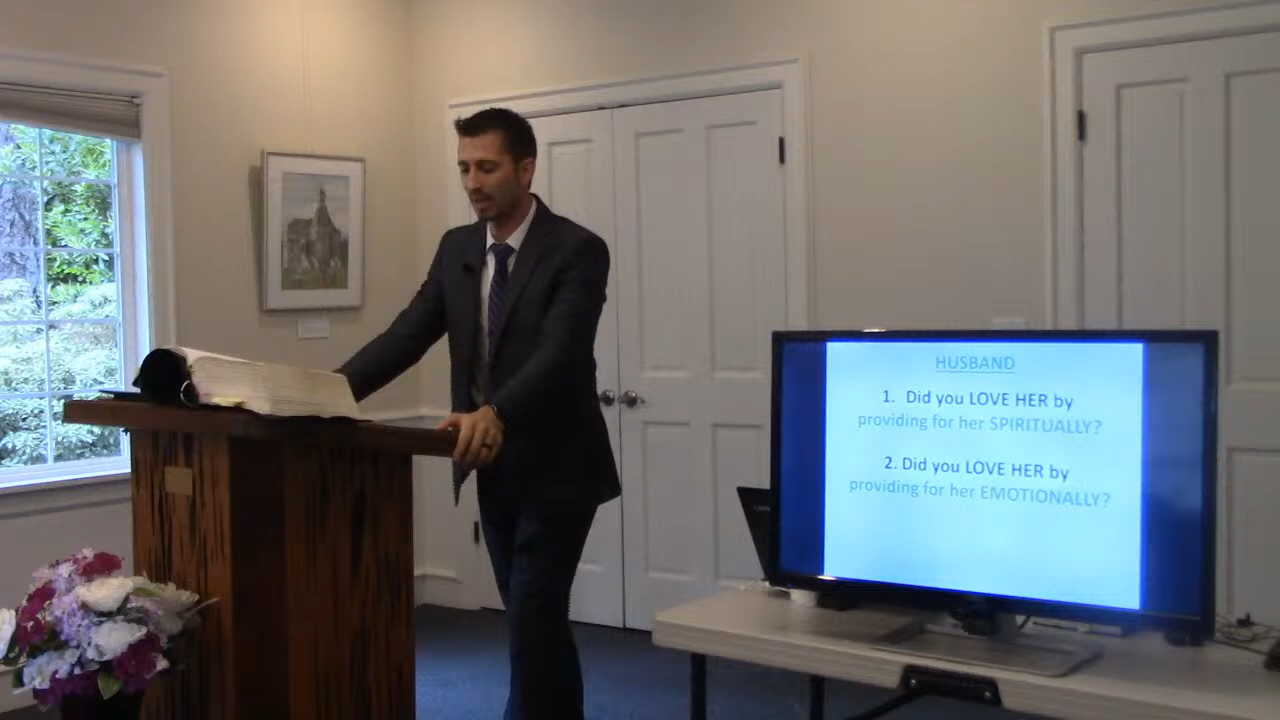 HUSBAND
1. Did you LOVE HER by
providing for her SPIRITUALLY?
2. Did you LOVE HER by
providing for her EMOTIONALLY?